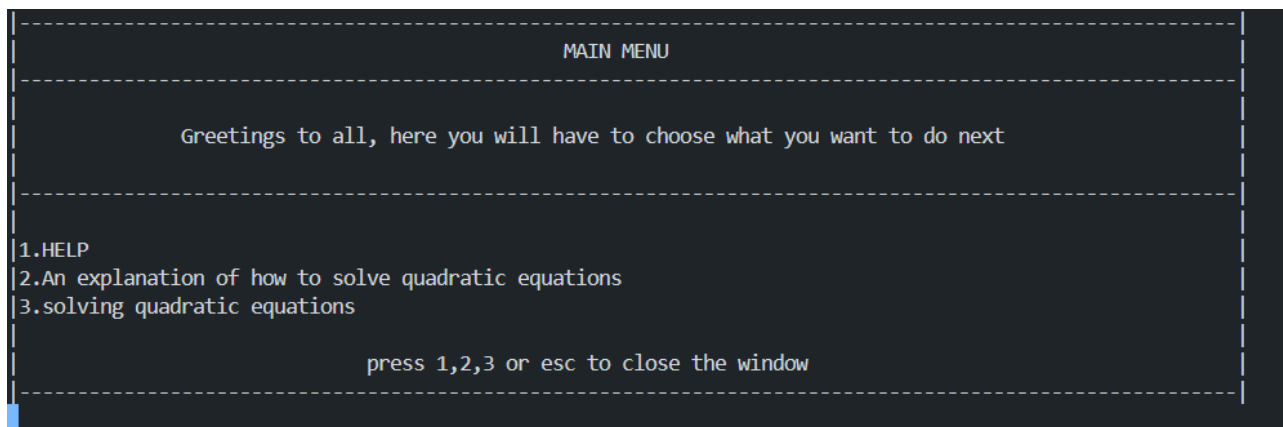 MAIN MENU
Greetings to all, here you will have to choose what you want to do next
1.HELP
2.An explanation of how to solve quadratic equations
3.solving quadratic equations
press 1,2,3 or esc to close the window